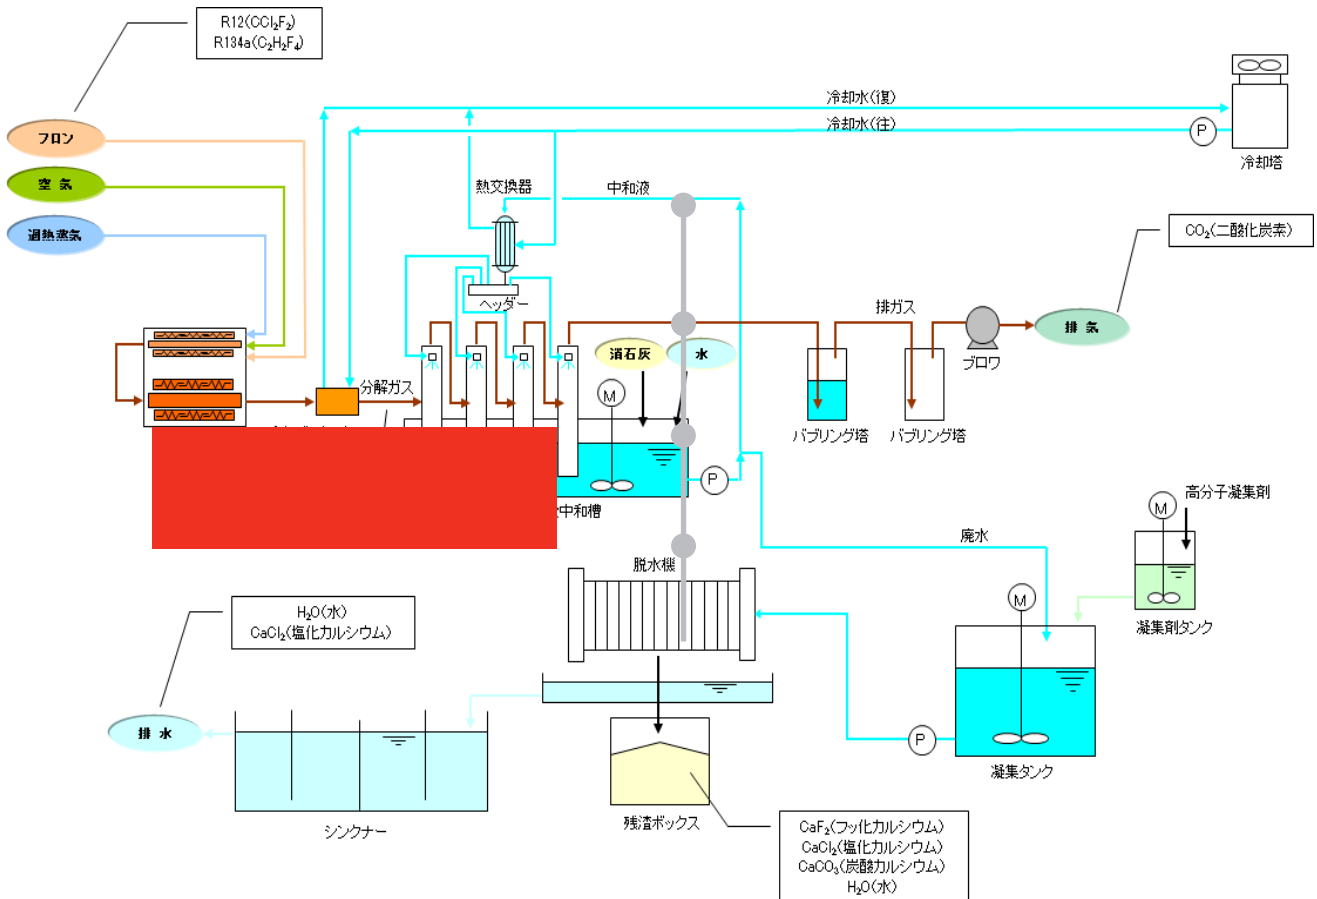 R12(CCl₂F₂)
R134a(C₂H₂F₄)
フロン
空 気
過熱蒸気
冷却水(復)
冷却水(往)
P
冷却塔
熱交換器
中和液
ヘッダー
CO₂(二酸化炭素)
排ガス
排 気
ブロワ
消石灰
水
分解ガス
M
バブリング塔
バブリング塔
P
中和槽
高分子凝集剤
M
廃水
脱水機
M
凝集剤タンク
H₂O(水)
CaCl₂(塩化カルシウム)
排 水
P
凝集タンク
シンクナー
残渣ボックス
CaF₂(フッ化カルシウム)
CaCl₂(塩化カルシウム)
CaCO₃(炭酸カルシウム)
H₂O(水)